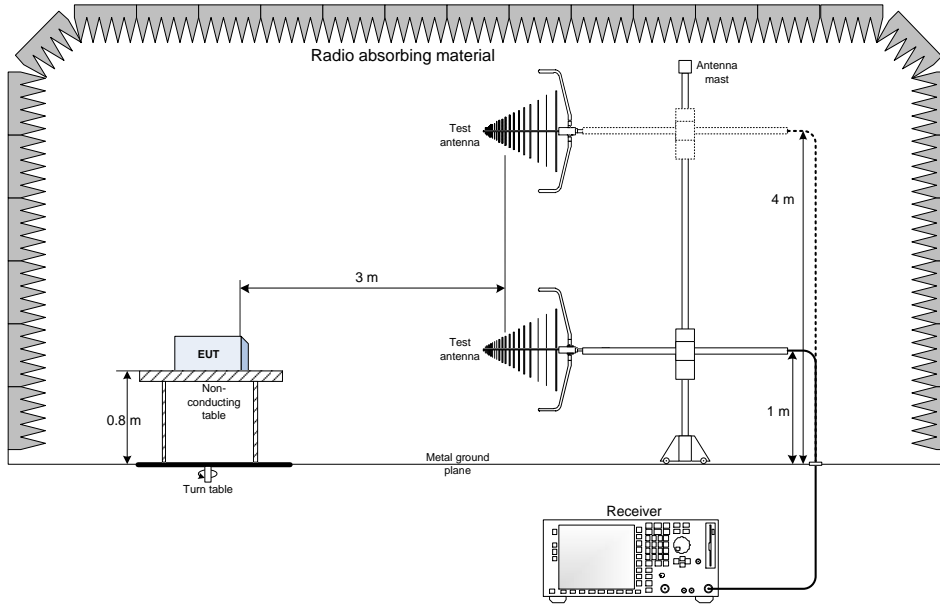 Radio absorbing material
Antenna
mast
Test
antenna
4 m
3 m
Test
antenna
EUT
Non-
conducting
table
0.8 m
1 m
Metal ground
plane
Turn table
Receiver